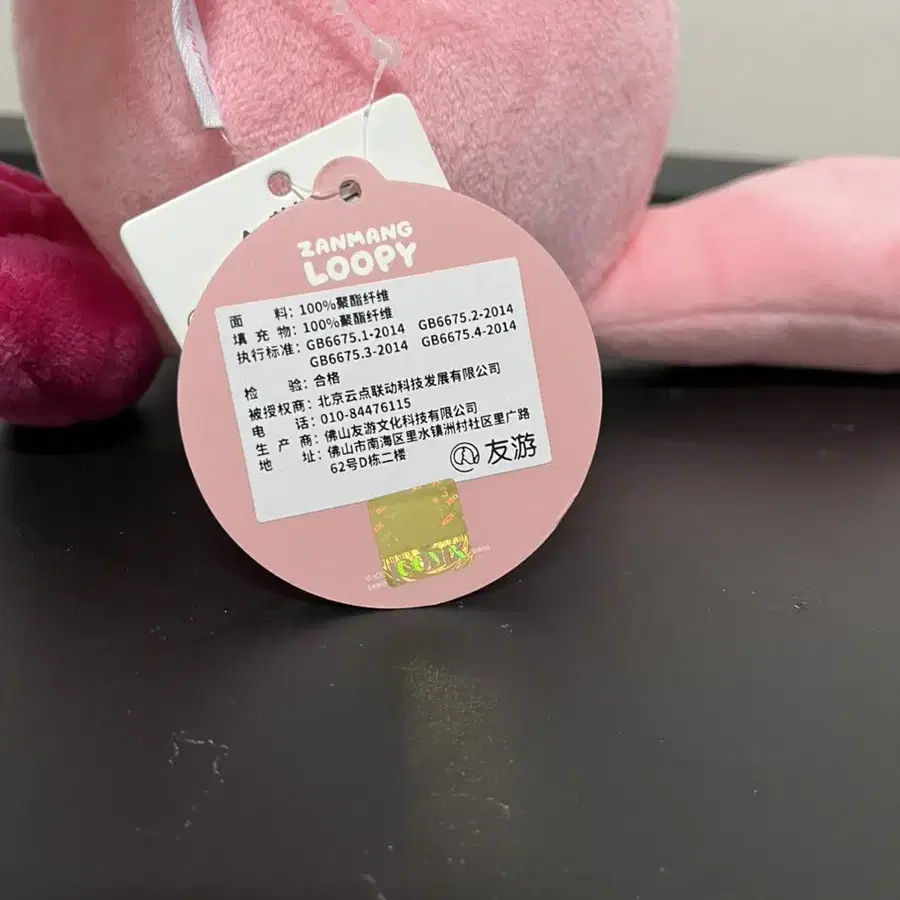 ZANMANG
LOOPY
面 料：100%聚酯纤维
填 充 物：100%聚酯纤维
执行标准：GB6675.1-2014 GB6675.2-2014
GB6675.3-2014 GB6675.4-2014
检 验：合格
被授权商：北京云点联动科技发展有限公司
电 话：010-84476115
生 产 商：佛山友游文化科技有限公司
地 址：佛山市南海区里水镇洲村社区里广路
62号D栋二楼
友游